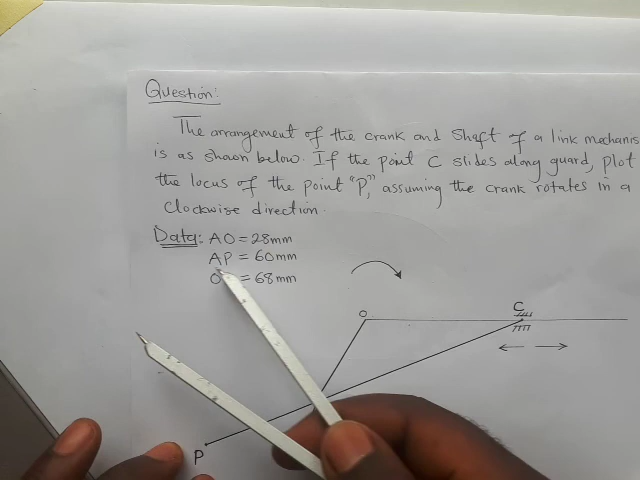 Question:
The arrangement of the crank and shaft of a link mechanis
is as shown below. If the point C slides along guard, plot
the locus of the point "P," assuming the crank rotates in a
clockwise direction.
Data: AO = 28mm
AP = 60mm
= 68mm
O
C
P